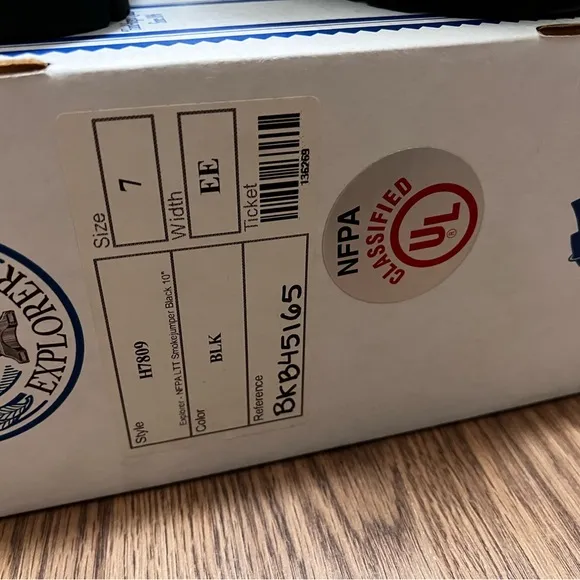 Size
7
Width
EE
Ticket
136269
Style
H7809
Explorer - NFPA LTT Smokejumper Black 10"
Color
BLK
Reference
BKB45165
NFPA
CLASSIFIED
UL
®
EXPLORER